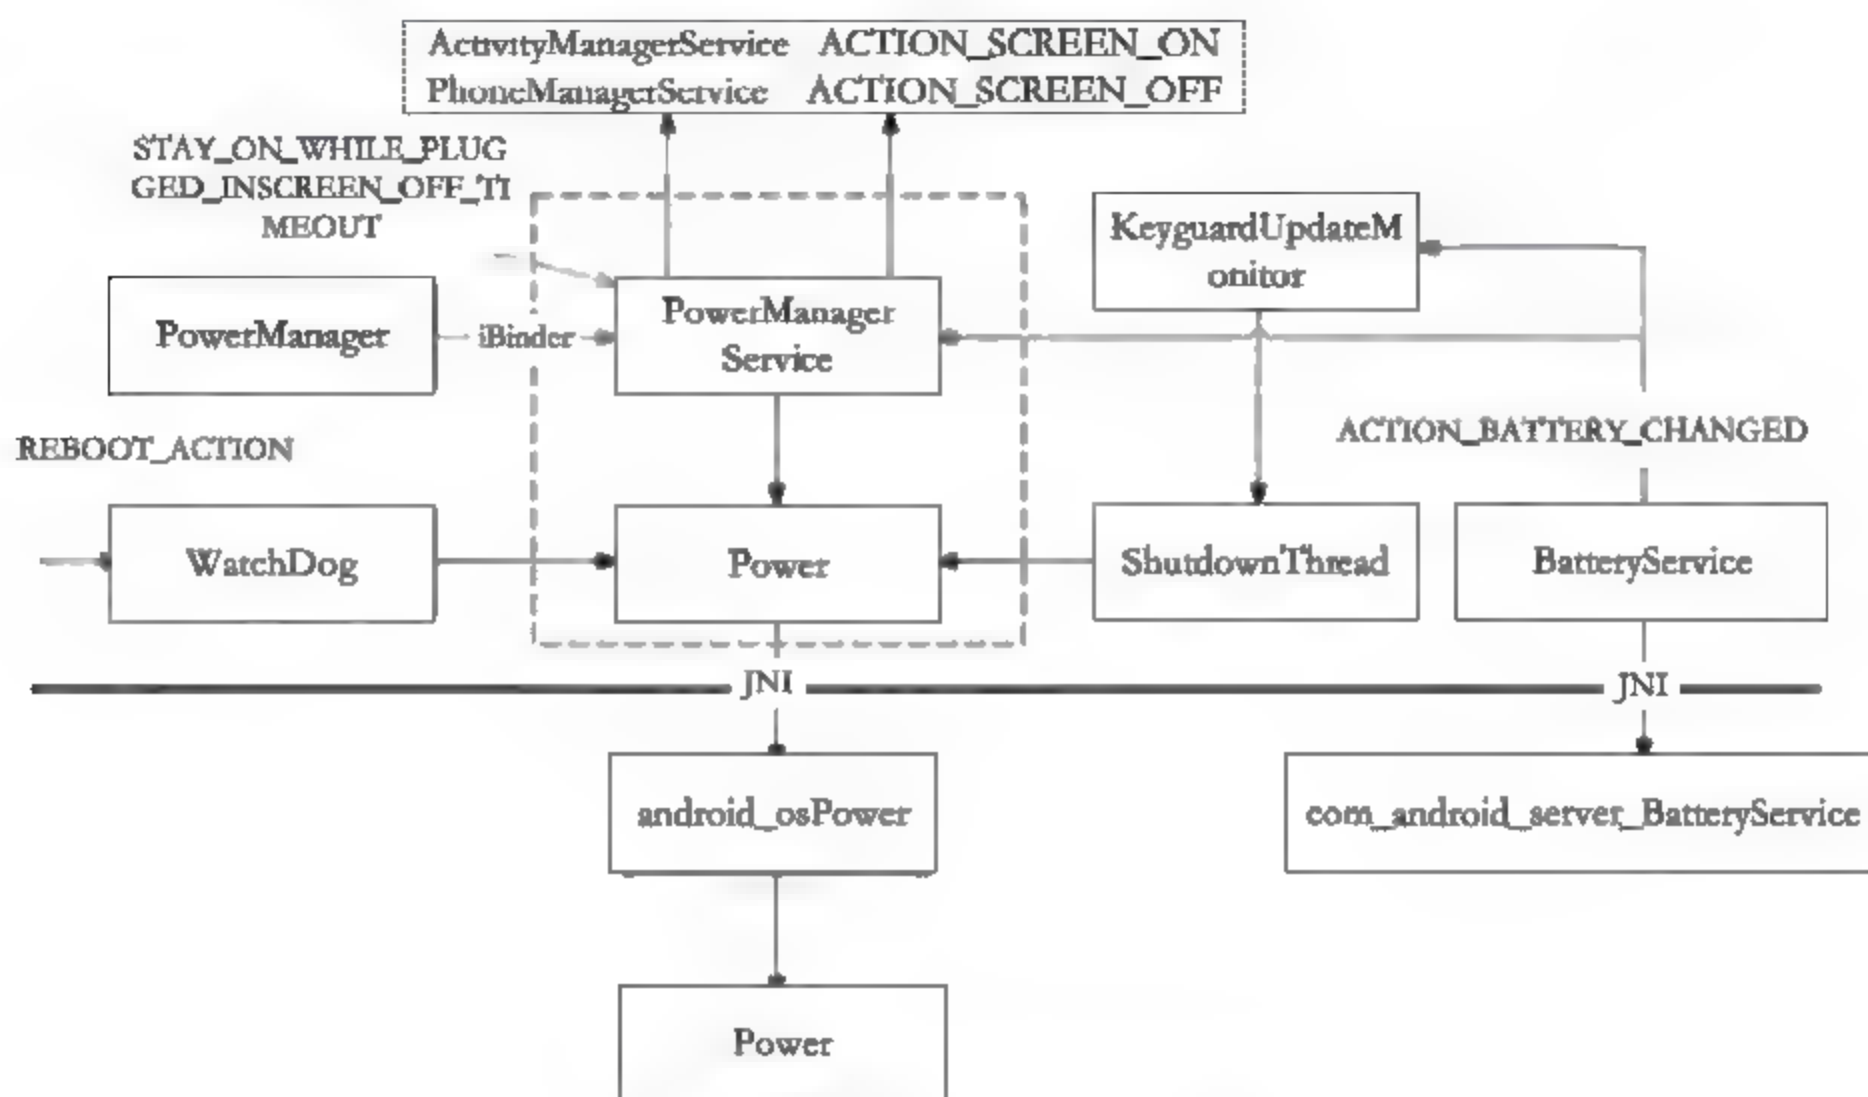 ActivityManagerService ACTION_SCREEN_ON
PhoneManagerService ACTION_SCREEN_OFF
STAY_ON_WHILE_PLUG
GED_INSCREEN_OFF_TI
MEOUT
KeyguardUpdateM
onitor
PowerManager
iBinder
PowerManager
Service
REBOOT_ACTION
ACTION_BATTERY_CHANGED
WatchDog
Power
ShutdownThread
BatteryService
JNI
JNI
android_osPower
com_android_server_BatteryService
Power